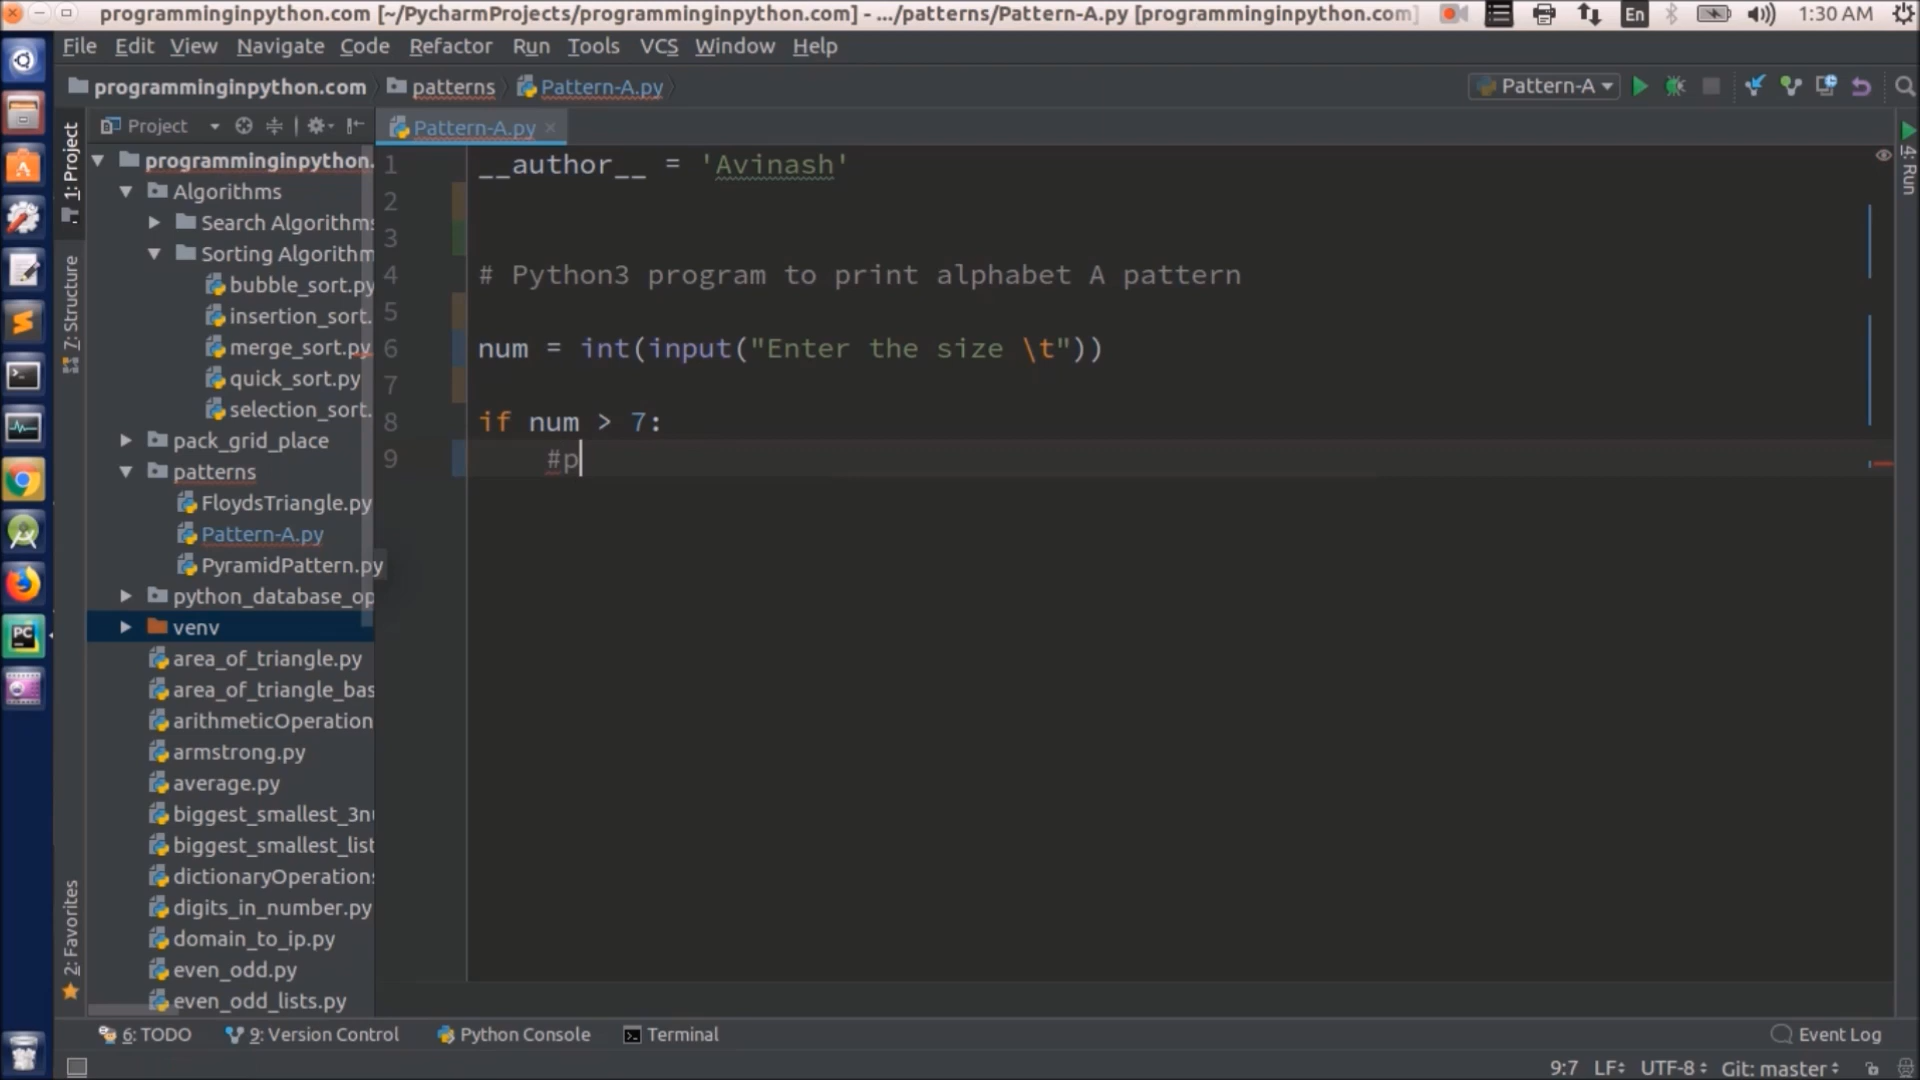 programminginpython.com [~/PycharmProjects/programminginpython.com] - .../patterns/Pattern-A.py [programminginpython.com]
En
1:30 AM
File Edit View Navigate Code Refactor Run Tools VCS Window Help
programminginpython.com patterns Pattern-A.py
Pattern-A
Project
Pattern-A.py
1: Project
7: Structure
2: Favorites
4: Run
programminginpython.
Algorithms
Search Algorithms
Sorting Algorithm
bubble_sort.py
insertion_sort.
merge_sort.py
quick_sort.py
selection_sort.
pack_grid_place
patterns
FloydsTriangle.py
Pattern-A.py
PyramidPattern.py
python_database_op
venv
area_of_triangle.py
area_of_triangle_bas
arithmeticOperation
armstrong.py
average.py
biggest_smallest_3nu
biggest_smallest_list
dictionaryOperations
digits_in_number.py
domain_to_ip.py
even_odd.py
even_odd_lists.py
1 __author__ = 'Avinash'
2
3
4 # Python3 program to print alphabet A pattern
5
6 num = int(input("Enter the size \t"))
7
8 if num > 7:
9 #p
6: TODO 9: Version Control Python Console Terminal Event Log
9:7 LF UTF-8 Git: master
PC